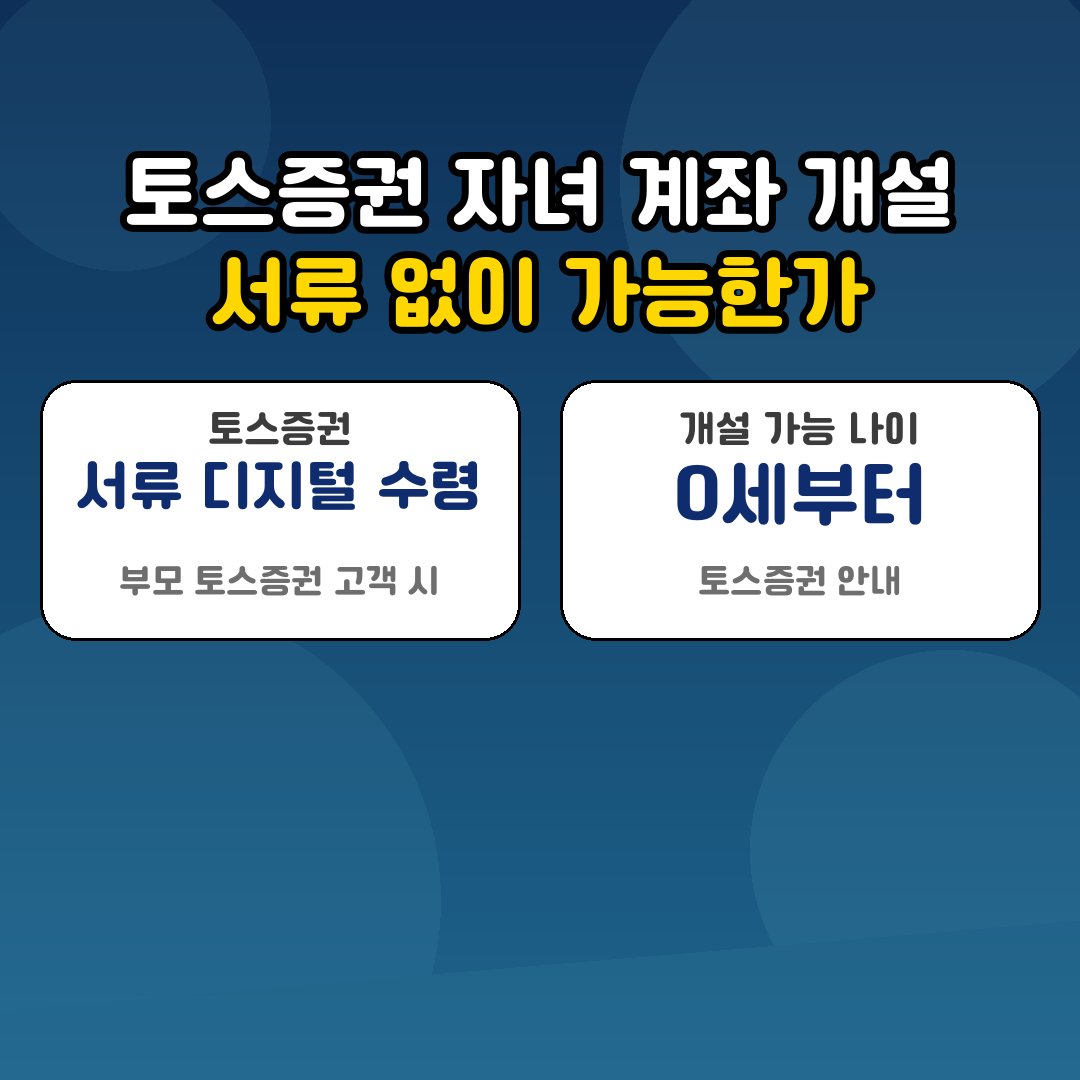 토스증권 자녀 계좌 개설
서류 없이 가능한가
토스증권
서류 디지털 수령
부모 토스증권 고객 시
개설 가능 나이
0세부터
토스증권 안내